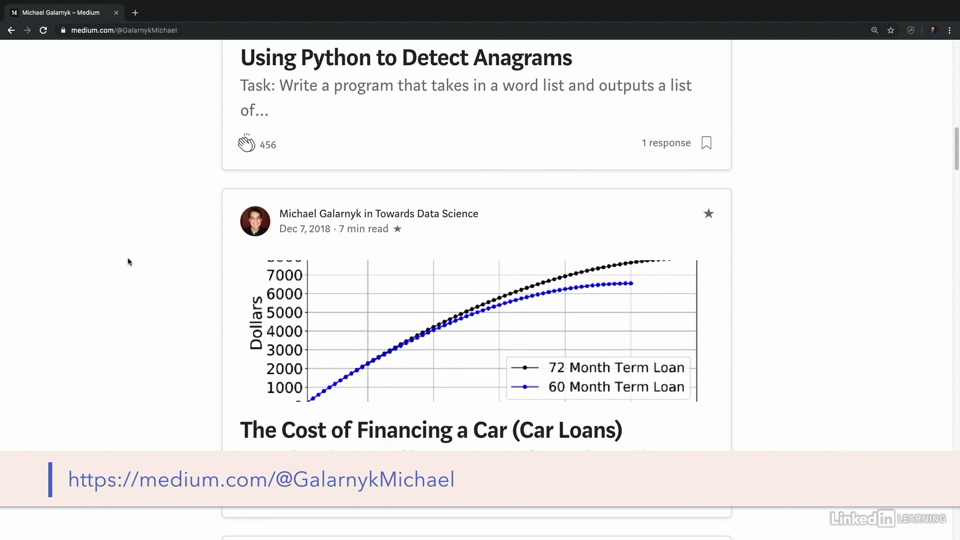 Michael Galarnyk – Medium
medium.com/@GalarnykMichael
Using Python to Detect Anagrams
Task: Write a program that takes in a word list and outputs a list
of...
456
1 response
Michael Galarnyk in Towards Data Science
Dec 7, 2018 · 7 min read ★
7000
6000
5000
4000
3000
2000
1000
Dollars
72 Month Term Loan
60 Month Term Loan
The Cost of Financing a Car (Car Loans)
https://medium.com/@GalarnykMichael
Linked in LEARNING